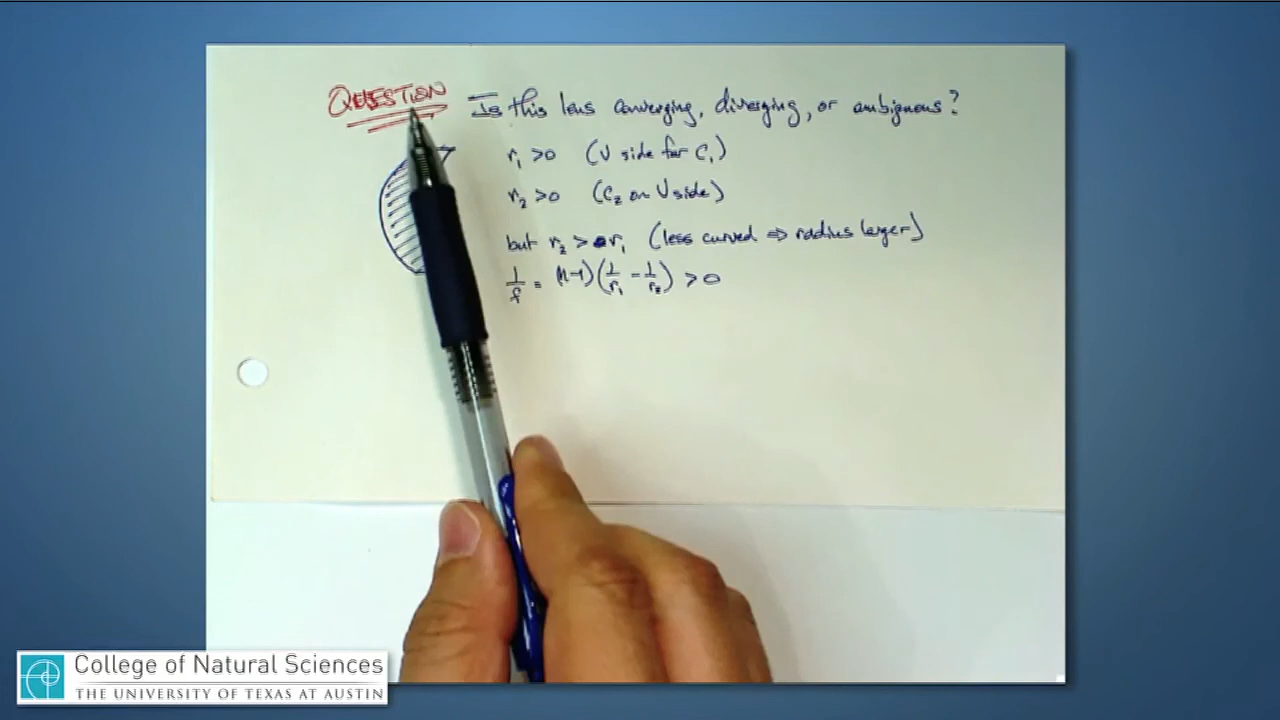 QUESTION Is this lens converging, diverging, or ambiguous?
r₁ >0 (V side for C₁)
r₂ >0 (C₂ on V side)
but r₂ > r₁ (less curved ⇒ radius larger)
1/f = (n-1)(1/r₁ - 1/r₂) > 0
College of Natural Sciences
THE UNIVERSITY OF TEXAS AT AUSTIN